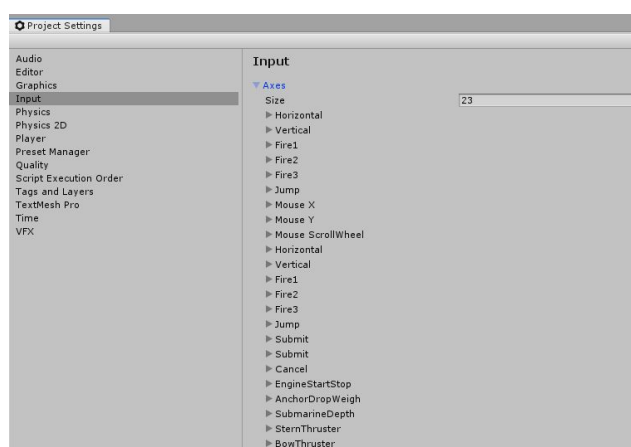 Project Settings
Audio
Editor
Graphics
Input
Physics
Physics 2D
Player
Preset Manager
Quality
Script Execution Order
Tags and Layers
TextMesh Pro
Time
VFX
Input
Axes
Size 23
Horizontal
Vertical
Fire1
Fire2
Fire3
Jump
Mouse X
Mouse Y
Mouse ScrollWheel
Horizontal
Vertical
Fire1
Fire2
Fire3
Jump
Submit
Submit
Cancel
EngineStartStop
AnchorDropWeigh
SubmarineDepth
SternThruster
BowThruster